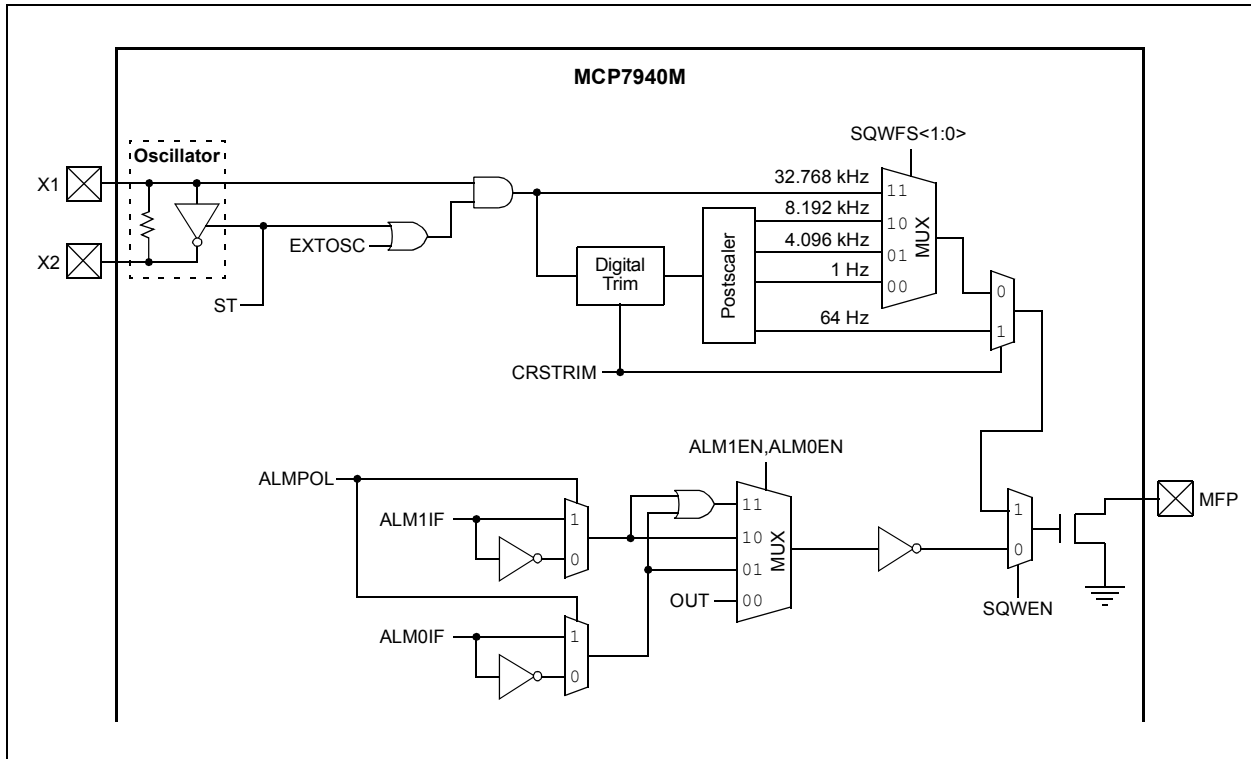 MCP7940M
SQWFS<1:0>
Oscillator
X1
X2
ST
EXTOSC
32.768 kHz
8.192 kHz
4.096 kHz
1 Hz
64 Hz
11
10
01
00
MUX
Digital
Trim
Postscaler
0
1
CRSTRIM
ALM1EN,ALM0EN
ALMPOL
ALM1IF
1
0
ALM0IF
1
0
11
10
01
00
MUX
OUT
1
0
SQWEN
MFP